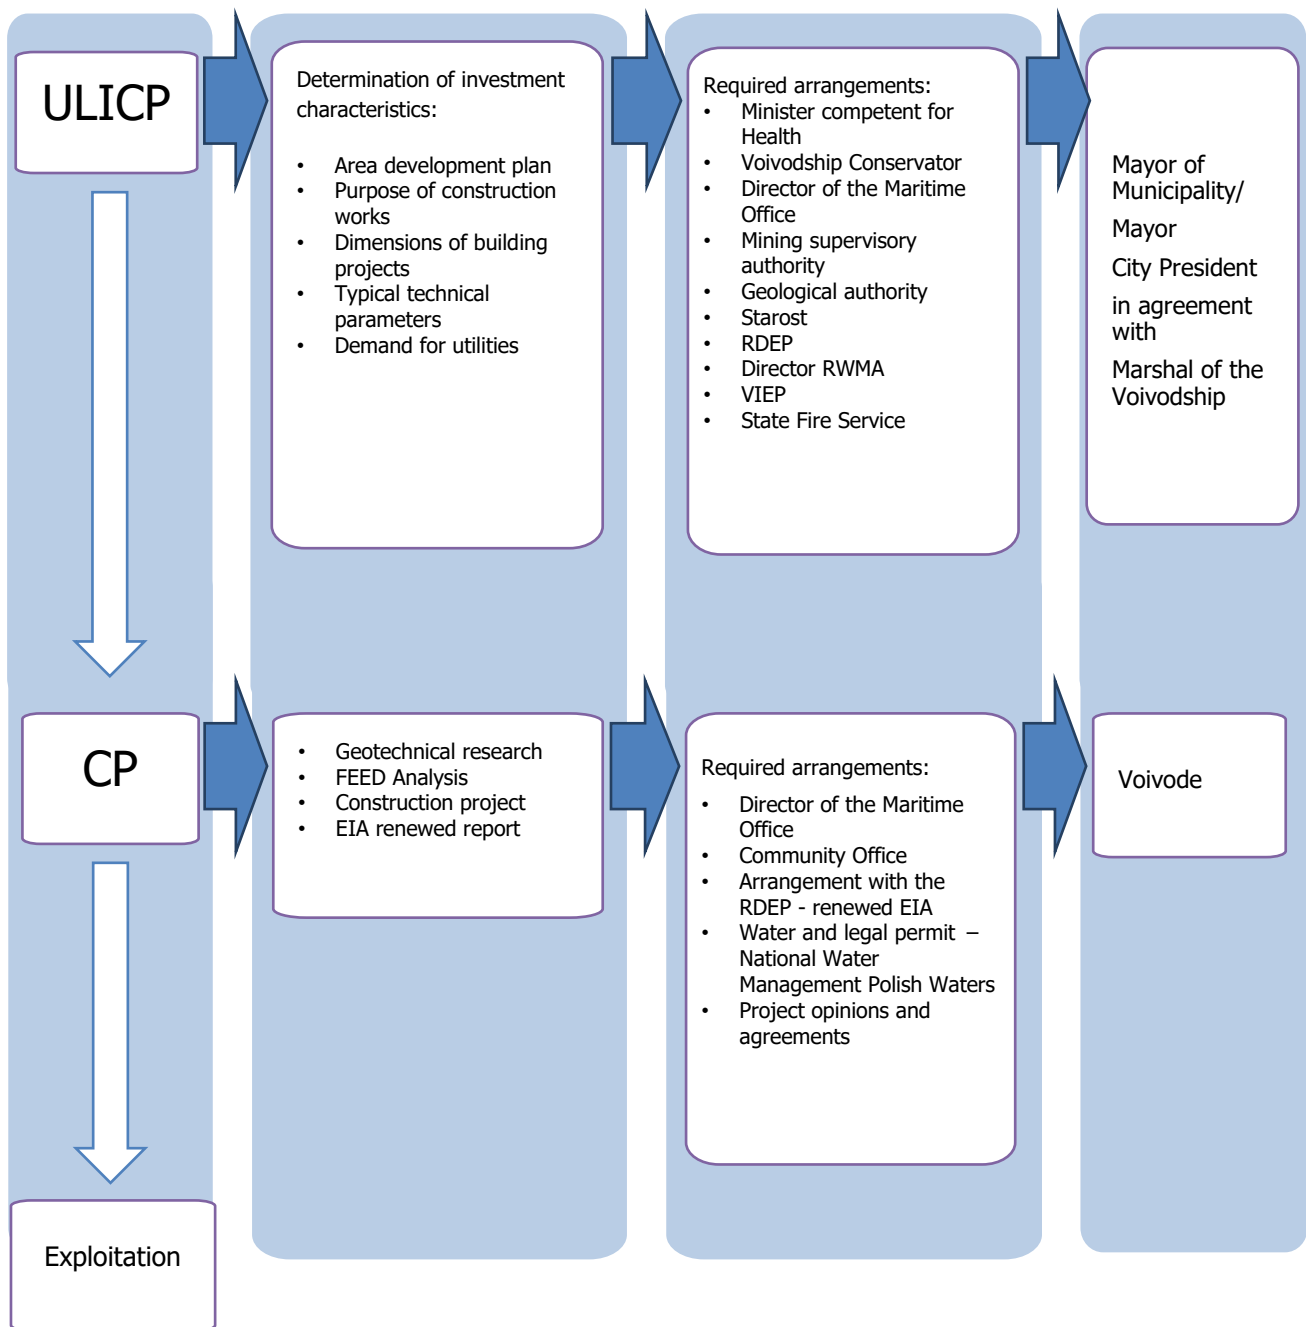 ULICP
Determination of investment
characteristics:
• Area development plan
• Purpose of construction
works
• Dimensions of building
projects
• Typical technical
parameters
• Demand for utilities
Required arrangements:
• Minister competent for
Health
• Voivodship Conservator
• Director of the Maritime
Office
• Mining supervisory
authority
• Geological authority
• Starost
• RDEP
• Director RWMA
• VIEP
• State Fire Service
Mayor of
Municipality/
Mayor
City President
in agreement
with
Marshal of the
Voivodship
CP
• Geotechnical research
• FEED Analysis
• Construction project
• EIA renewed report
Required arrangements:
• Director of the Maritime
Office
• Community Office
• Arrangement with the
RDEP - renewed EIA
• Water and legal permit –
National Water
Management Polish Waters
• Project opinions and
agreements
Voivode
Exploitation